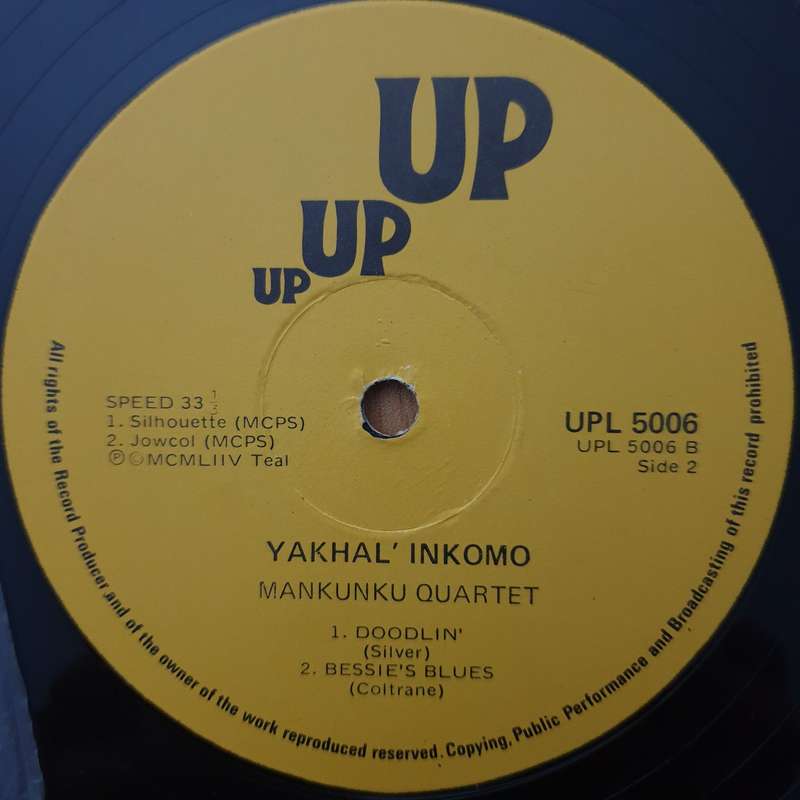 UP
UP
UP
SPEED 33 1/3
1. Silhouette (MCPS)
2. Jowcol (MCPS)
ⓅⒸMCMLIIV Teal
UPL 5006
UPL 5006 B
Side 2
YAKHAL' INKOMO
MANKUNKU QUARTET
1. DOODLIN'
(Silver)
2. BESSIE'S BLUES
(Coltrane)
All rights of the Record Producer and of the owner of the work reproduced reserved. Copying, Public Performance and Broadcasting of this record prohibited